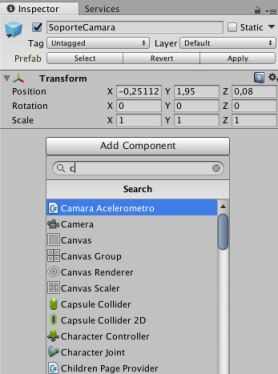 Inspector Services
SoporteCamara Static
Tag Untagged Layer Default
Prefab Select Revert Apply
Transform
Position X -0,25112 Y 1,95 Z 0,08
Rotation X 0 Y 0 Z 0
Scale X 1 Y 1 Z 1
Add Component
c
Search
Camara Acelerometro
Camera
Canvas
Canvas Group
Canvas Renderer
Canvas Scaler
Capsule Collider
Capsule Collider 2D
Character Controller
Character Joint
Children Page Provider